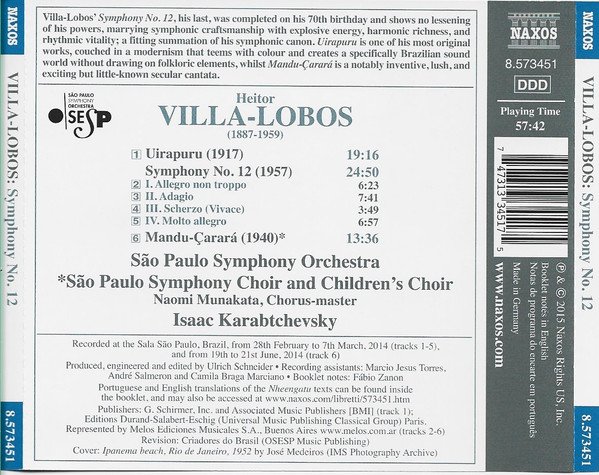 Villa-Lobos' Symphony No. 12, his last, was completed on his 70th birthday and shows no lessening
of his powers, marrying symphonic craftsmanship with explosive energy, harmonic richness, and
rhythmic vitality; a fitting summation of his symphonic canon. Uirapuru is one of his most original
works, couched in a modernism that teems with colour and creates a specifically Brazilian sound
world without drawing on folkloric elements, whilst Mandu-Çarará is a notably inventive, lush, and
exciting but little-known secular cantata.
SÃO PAULO
SYMPHONY
ORCHESTRA
OSESP
Heitor
VILLA-LOBOS
(1887-1959)
1 Uirapuru (1917) 19:16
Symphony No. 12 (1957) 24:50
2 I. Allegro non troppo 6:23
3 II. Adagio 7:41
4 III. Scherzo (Vivace) 3:49
5 IV. Molto allegro 6:57
6 Mandu-Çarará (1940)* 13:36
São Paulo Symphony Orchestra
*São Paulo Symphony Choir and Children's Choir
Naomi Munakata, Chorus-master
Isaac Karabtchevsky
Recorded at the Sala São Paulo, Brazil, from 28th February to 7th March, 2014 (tracks 1-5),
and from 19th to 21st June, 2014 (track 6)
Produced, engineered and edited by Ulrich Schneider • Recording assistants: Marcio Jesus Torres,
André Salmeron and Camila Braga Marciano • Booklet notes: Fábio Zanon
Portuguese and English translations of the Nheengatu texts can be found inside
the booklet, and may also be accessed at www.naxos.com/libretti/573451.htm
Publishers: G. Schirmer, Inc. and Associated Music Publishers [BMI] (track 1);
Editions Durand-Salabert-Eschig (Universal Music Publishing Classical Group) Paris,
Represented by Melos Ediciones Musicales S.A., Buenos Aires www.melos.com.ar (tracks 2-6)
Revision: Criadores do Brasil (OSESP Music Publishing)
Cover: Ipanema beach, Rio de Janeiro, 1952 by José Medeiros (IMS Photography Archive)
NAXOS
8.573451
DDD
Playing Time
57:42
7 47313 34517 5
℗ & © 2015 Naxos Rights US, Inc.
Booklet notes in English
Notas de programa do encarte em português
Made in Germany
www.naxos.com
NAXOS
VILLA-LOBOS: Symphony No. 12
8.573451
NAXOS
VILLA-LOBOS: Symphony No. 12
8.573451